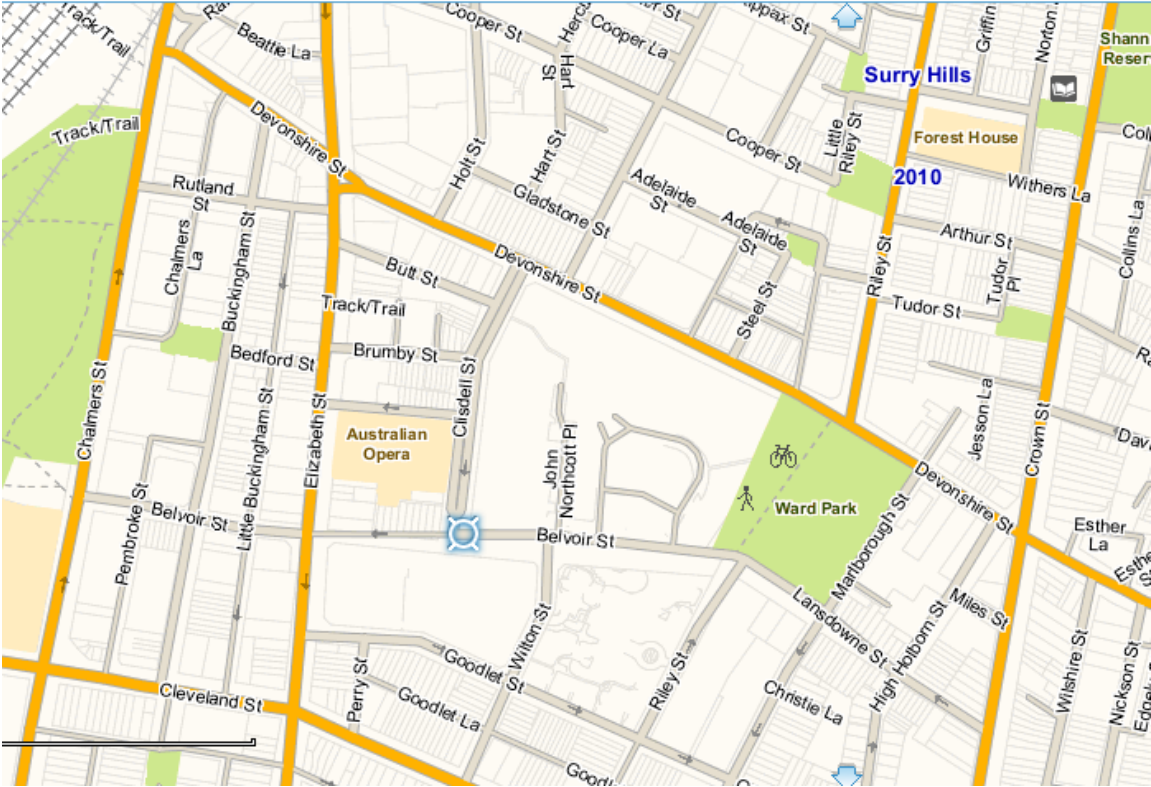 Track/Trail
Beattie La
Cooper St
Hart
St
Cooper La
Surry Hills
Griffin
Norton
Shann
Reser
Track/Trail
Devonshire St
Holt St
Hart St
Cooper St
Little
Riley St
Forest House
Rutland
St
Gladstone St
Adelaide
St
Adelaide
St
2010
Withers La
Chalmers
La
Buckingham St
Devonshire St
Arthur St
Collins La
Butt St
Track/Trail
Steel St
Riley St
Tudor
Pl
Tudor St
Bedford St
Brumby St
Chalmers St
Little Buckingham St
Elizabeth St
Clisdell St
Australian
Opera
John
Northcott Pl
Jesson La
Crown St
Devonshire St
Ward Park
Marlborough St
Esther
La
Belvoir St
Belvoir St
Pembroke St
Lansdowne St
High Holborn St
Miles St
Wilton St
Goodlet St
Goodlet La
Perry St
Riley St
Christie La
Wilshire St
Nickson St
Cleveland St